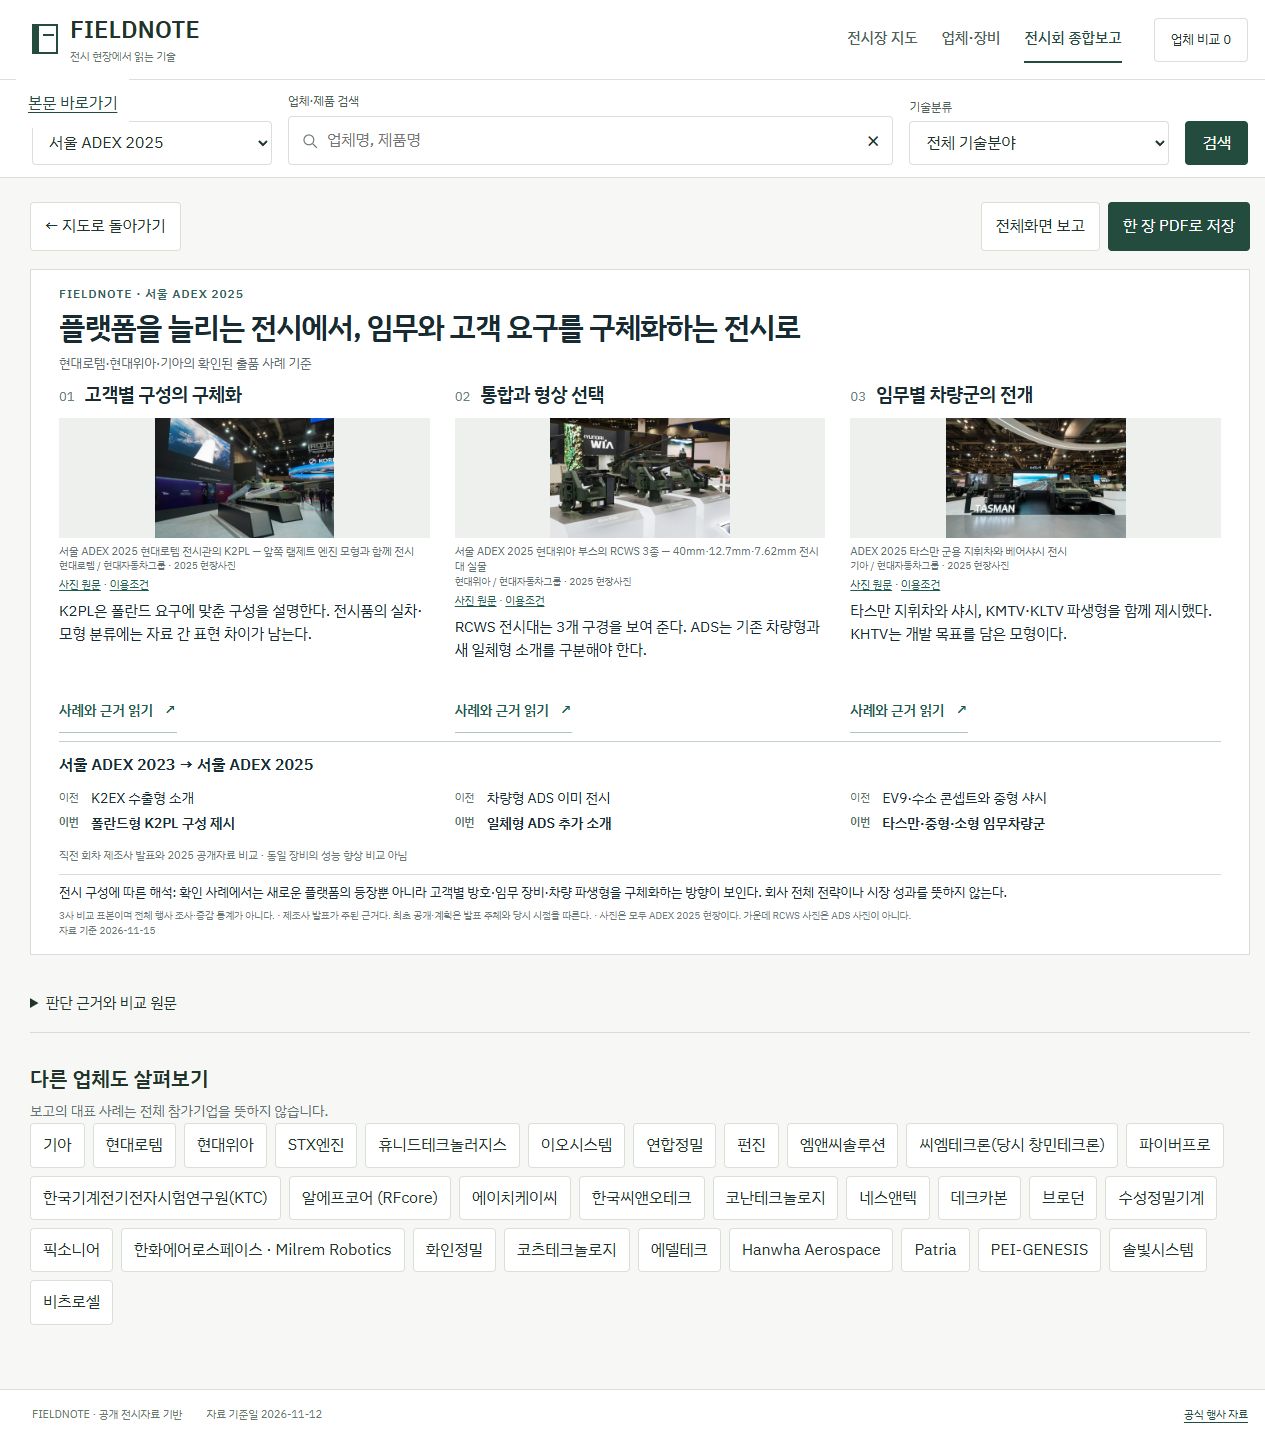 FIELDNOTE
전시 현장에서 읽는 기술
전시장 지도
업체·장비
전시회 종합보고
업체 비교 0
본문 바로가기
서울 ADEX 2025
업체·제품 검색
업체명, 제품명
기술분류
전체 기술분야
검색
← 지도로 돌아가기
전체화면 보고
한 장 PDF로 저장
FIELDNOTE · 서울 ADEX 2025
플랫폼을 늘리는 전시에서, 임무와 고객 요구를 구체화하는 전시로
현대로템·현대위아·기아의 확인된 출품 사례 기준
01 고객별 구성의 구체화
서울 ADEX 2025 현대로템 전시관의 K2PL — 앞쪽 램제트 엔진 모형과 함께 전시
현대로템 / 현대자동차그룹 · 2025 현장사진
사진 원문 · 이용조건
K2PL은 폴란드 요구에 맞춘 구성을 설명한다. 전시품의 실차·
모형 분류에는 자료 간 표현 차이가 남는다.
사례와 근거 읽기 ↗
02 통합과 형상 선택
HYUNDAI
WIA
서울 ADEX 2025 현대위아 부스의 RCWS 3종 — 40mm·12.7mm·7.62mm 전시
대 실물
현대위아 / 현대자동차그룹 · 2025 현장사진
사진 원문 · 이용조건
RCWS 전시대는 3개 구경을 보여 준다. ADS는 기존 차량형과
새 일체형 소개를 구분해야 한다.
사례와 근거 읽기 ↗
03 임무별 차량군의 전개
TASMAN
ADEX 2025 타스만 군용 지휘차와 베어샤시 전시
기아 / 현대자동차그룹 · 2025 현장사진
사진 원문 · 이용조건
타스만 지휘차와 샤시, KMTV·KLTV 파생형을 함께 제시했다.
KHTV는 개발 목표를 담은 모형이다.
사례와 근거 읽기 ↗
서울 ADEX 2023 → 서울 ADEX 2025
이전 K2EX 수출형 소개
이번 폴란드형 K2PL 구성 제시
이전 차량형 ADS 이미 전시
이번 일체형 ADS 추가 소개
이전 EV9·수소 콘셉트와 중형 샤시
이번 타스만·중형·소형 임무차량군
직전 회차 제조사 발표와 2025 공개자료 비교 · 동일 장비의 성능 향상 비교 아님
전시 구성에 따른 해석: 확인 사례에서는 새로운 플랫폼의 등장뿐 아니라 고객별 방호·임무 장비·차량 파생형을 구체화하는 방향이 보인다. 회사 전체 전략이나 시장 성과를 뜻하지 않는다.
3사 비교 표본이며 전체 행사 조사·증감 통계가 아니다. · 제조사 발표가 주된 근거다. 최초 공개·계획은 발표 주체와 당시 시점을 따른다. · 사진은 모두 ADEX 2025 현장이다. 가운데 RCWS 사진은 ADS 사진이 아니다.
자료 기준 2026-11-15
▶ 판단 근거와 비교 원문
다른 업체도 살펴보기
보고의 대표 사례는 전체 참가기업을 뜻하지 않습니다.
기아
현대로템
현대위아
STX엔진
휴니드테크놀러지스
이오시스템
연합정밀
펀진
엠앤씨솔루션
씨엠테크론(당시 창민테크론)
파이버프로
한국기계전기전자시험연구원(KTC)
알에프코어 (RFcore)
에이치케이씨
한국씨앤오테크
코난테크놀로지
네스앤텍
데크카본
브로던
수성정밀기계
픽소니어
한화에어로스페이스 · Milrem Robotics
화인정밀
코츠테크놀로지
에델테크
Hanwha Aerospace
Patria
PEI-GENESIS
솔빛시스템
비츠로셀
FIELDNOTE · 공개 전시자료 기반
자료 기준일 2026-11-12
공식 행사 자료